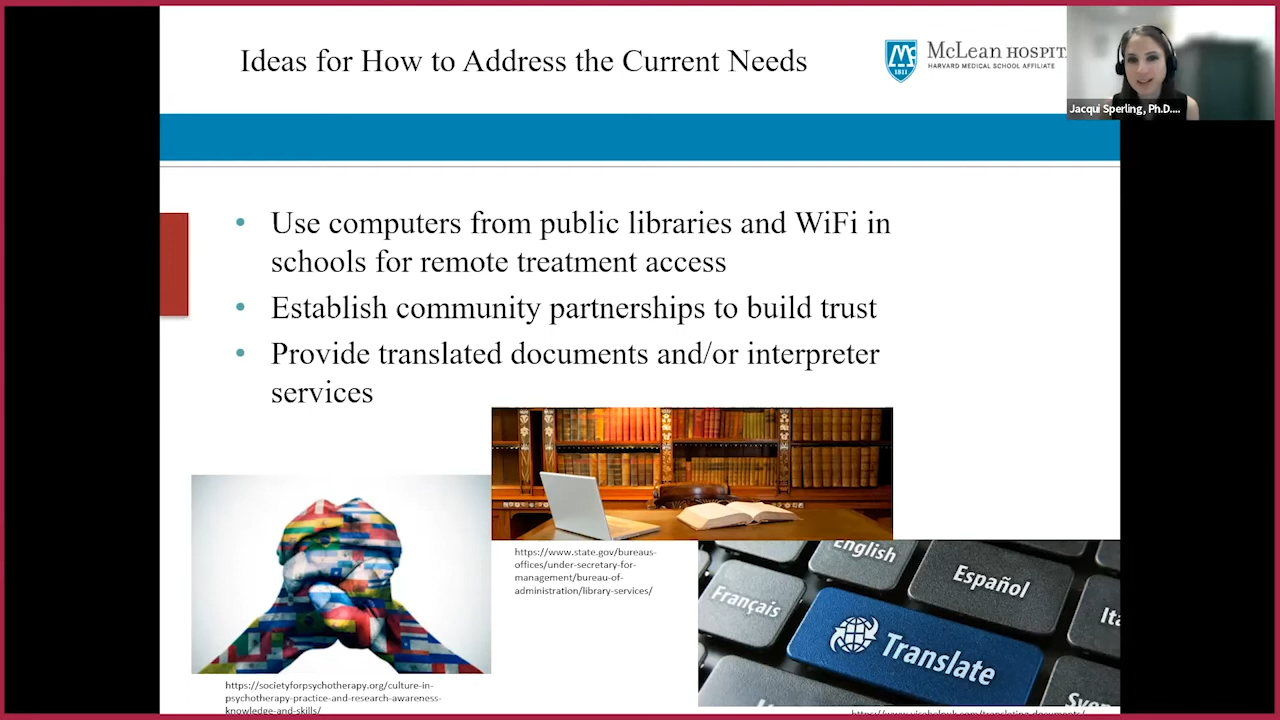 Ideas for How to Address the Current Needs
McLean HOSPIT
HARVARD MEDICAL SCHOOL AFFILIATE
1811
Jacqui Sperling, Ph.D....
• Use computers from public libraries and WiFi in
schools for remote treatment access
• Establish community partnerships to build trust
• Provide translated documents and/or interpreter
services
https://www.state.gov/bureaus-
offices/under-secretary-for-
management/bureau-of-
administration/library-services/
English
Español
Français
Ita
Translate
https://societyforpsychotherapy.org/culture-in-
psychotherapy-practice-and-research-awareness-
knowledge-and-skills/